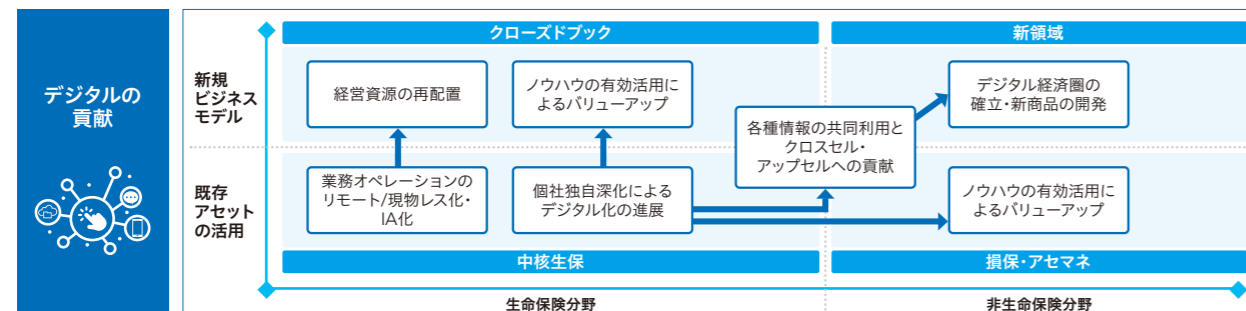 デジタルの
貢献
クローズドブック
新領域
新規
ビジネス
モデル
経営資源の再配置
ノウハウの有効活用に
よるバリューアップ
各種情報の共同利用と
クロスセル・
アップセルへの貢献
デジタル経済圏の
確立・新商品の開発
既存
アセット
の活用
業務オペレーションの
リモート/現物レス化・
IA化
個社独自深化による
デジタル化の進展
ノウハウの有効活用に
よるバリューアップ
中核生保
損保・アセマネ
生命保険分野
非生命保険分野